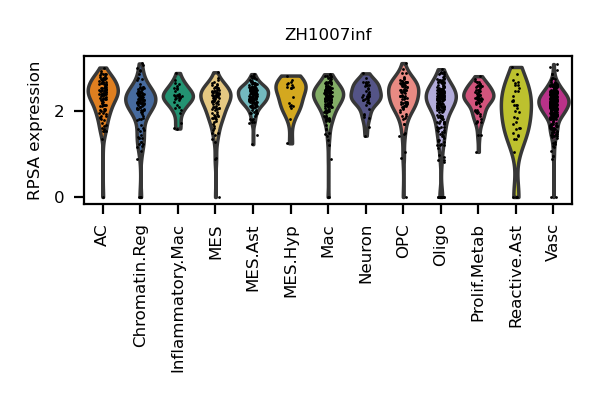 ZH1007inf
RPSA expression
2
0
AC
Chromatin.Reg
Inflammatory.Mac
MES
MES.Ast
MES.Hyp
Mac
Neuron
OPC
Oligo
Prolif.Metab
Reactive.Ast
Vasc